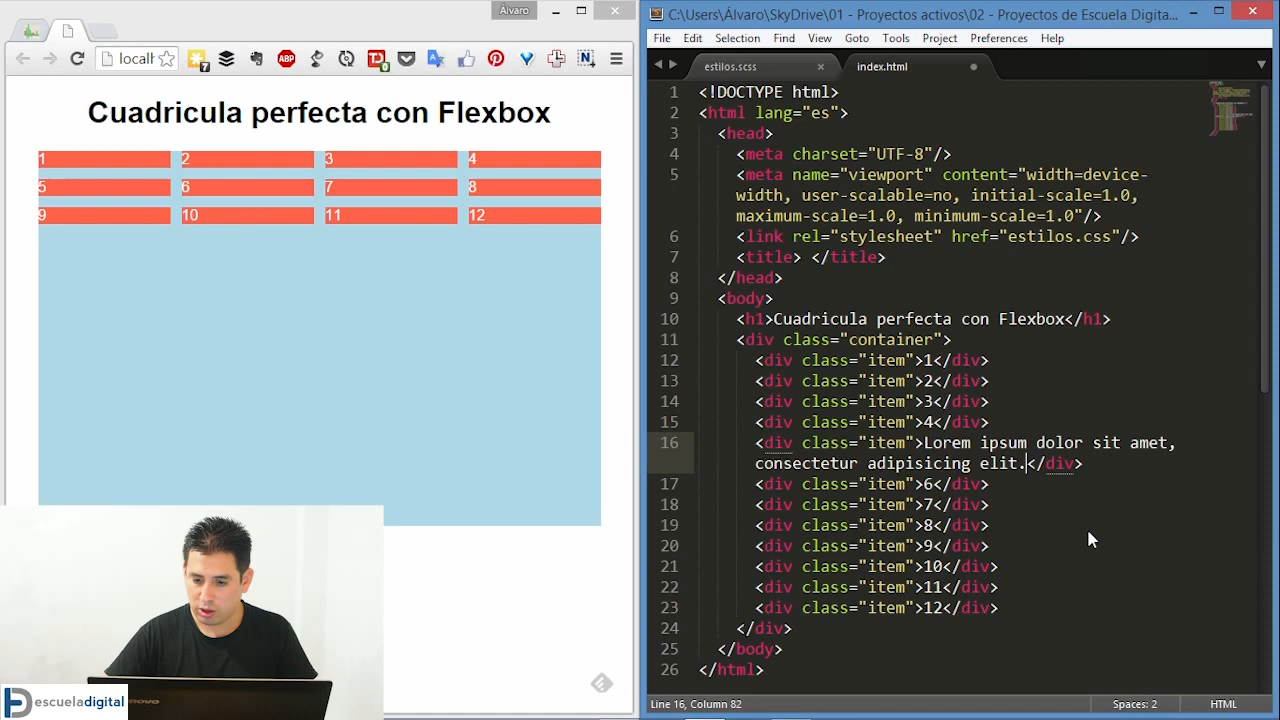 Álvaro
localh
7
ABP
0
Cuadricula perfecta con Flexbox
1 2 3 4
5 6 7 8
9 10 11 12
escueladigital
C:\Users\Álvaro\SkyDrive\01 - Proyectos activos\02 - Proyectos de Escuela Digita...
File Edit Selection Find View Goto Tools Project Preferences Help
estilos.scss index.html
1 <!DOCTYPE html>
2 <html lang="es">
3 <head>
4 <meta charset="UTF-8"/>
5 <meta name="viewport" content="width=device-
width, user-scalable=no, initial-scale=1.0,
maximum-scale=1.0, minimum-scale=1.0"/>
6 <link rel="stylesheet" href="estilos.css"/>
7 <title> </title>
8 </head>
9 <body>
10 <h1>Cuadricula perfecta con Flexbox</h1>
11 <div class="container">
12 <div class="item">1</div>
13 <div class="item">2</div>
14 <div class="item">3</div>
15 <div class="item">4</div>
16 <div class="item">Lorem ipsum dolor sit amet,
consectetur adipisicing elit.</div>
17 <div class="item">6</div>
18 <div class="item">7</div>
19 <div class="item">8</div>
20 <div class="item">9</div>
21 <div class="item">10</div>
22 <div class="item">11</div>
23 <div class="item">12</div>
24 </div>
25 </body>
26 </html>
Line 16, Column 82 Spaces: 2 HTML